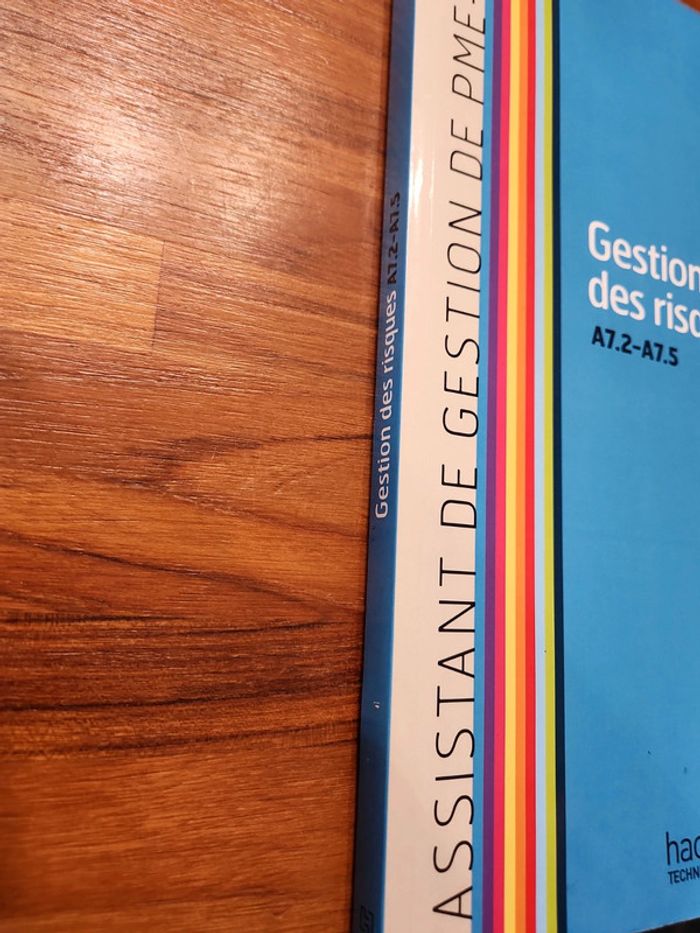 Gestion des risques A7.2-A7.5
ASSISTANT DE GESTION DE PME-
Gestion
des risq
A7.2-A7.5
hac
TECHN